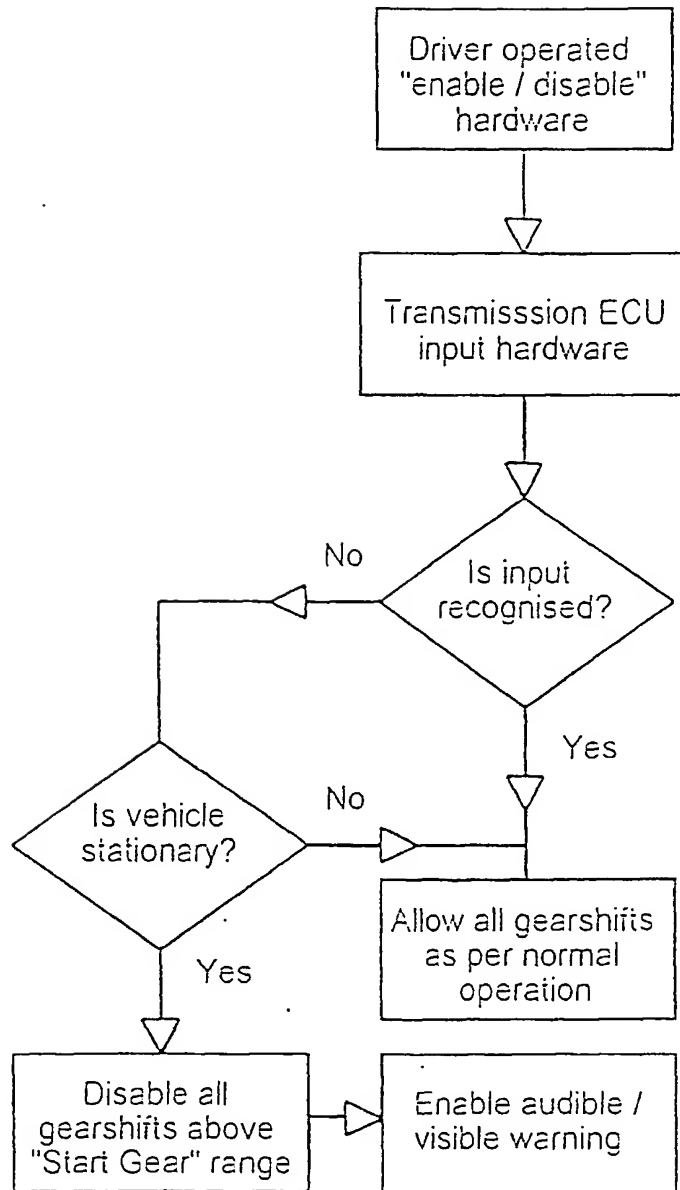 Driver operated
"enable / disable"
hardware
Transmisssion ECU
input hardware
No
Is input
recognised?
Yes
Is vehicle
stationary?
No
Allow all gearshifts
as per normal
operation
Yes
Disable all
gearshifts above
"Start Gear" range
Enable audible /
visible warning